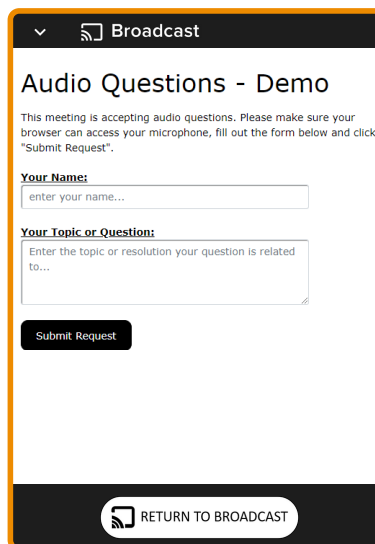 Broadcast
Audio Questions - Demo
This meeting is accepting audio questions. Please make sure your
browser can access your microphone, fill out the form below and click
"Submit Request".
Your Name:
enter your name...
Your Topic or Question:
Enter the topic or resolution your question is related
to...
Submit Request
RETURN TO BROADCAST